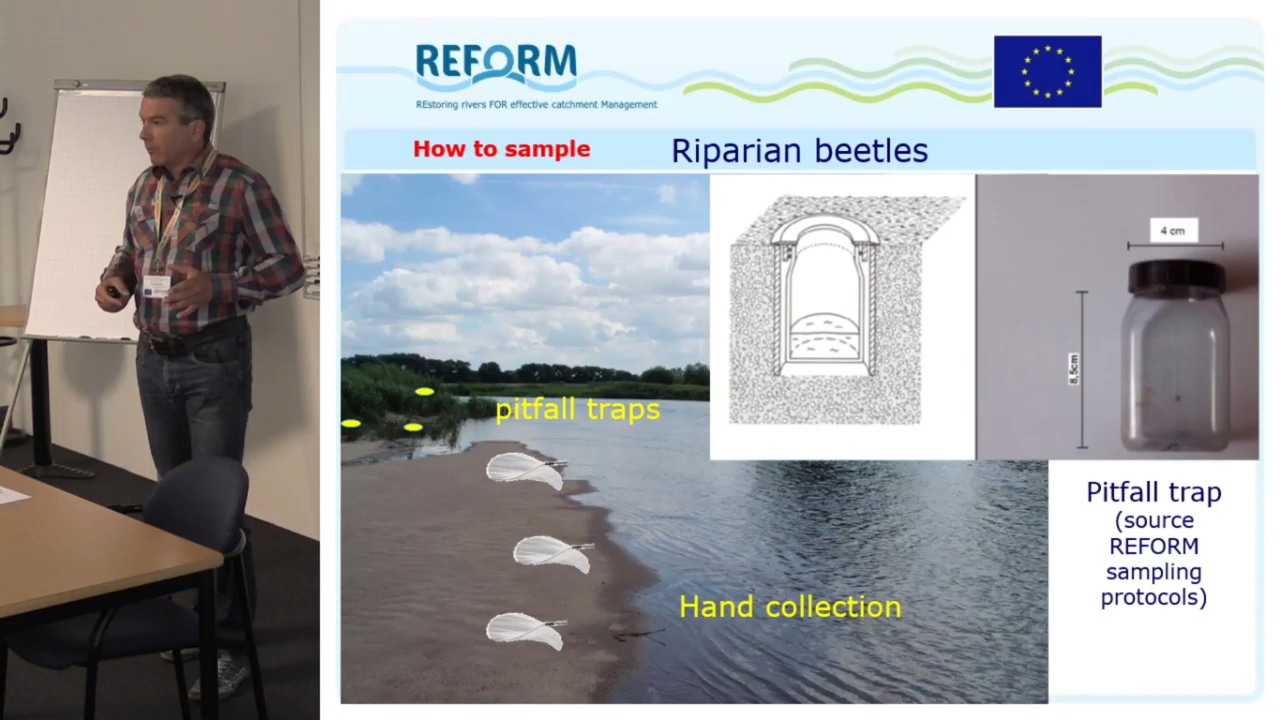 REFORM
REstoring rivers FOR effective catchment Management
How to sample
Riparian beetles
4 cm
8,5cm
pitfall traps
Hand collection
Pitfall trap
(source
REFORM
sampling
protocols)